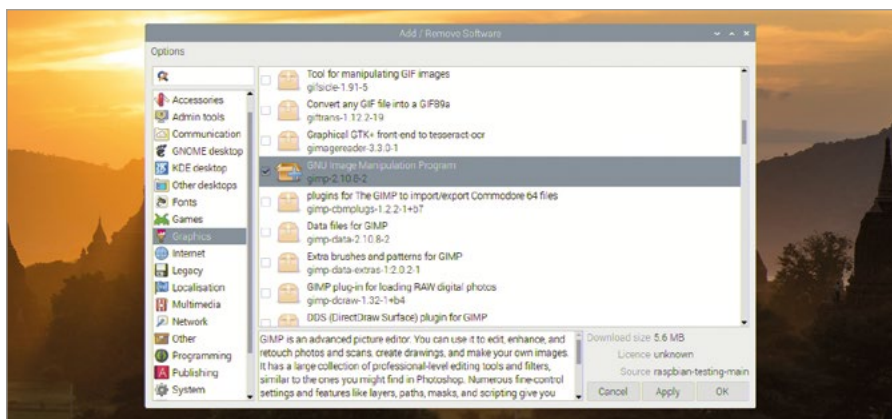 Add / Remove Software
Options
Accessories
Admin tools
Communication
GNOME desktop
KDE desktop
Other desktops
Fonts
Games
Graphics
Internet
Legacy
Localisation
Multimedia
Network
Other
Programming
Publishing
System
Tool for manipulating GIF images
gifsicle-1.91-5
Convert any GIF file into a GIF89a
giftrans-1.12.2-19
Graphical GTK+ front-end to tesseract-ocr
gimagereader-3.3.0-1
GNU Image Manipulation Program
gimp-2.10.8-2
plugins for The GIMP to import/export Commodore 64 files
gimp-cbmplugs-1.2.2-1+b7
Data files for GIMP
gimp-data-2.10.8-2
Extra brushes and patterns for GIMP
gimp-data-extras-1:2.0.2-1
GIMP plug-in for loading RAW digital photos
gimp-dcraw-1.32-1+b4
DDS (DirectDraw Surface) plugin for GIMP
GIMP is an advanced picture editor. You can use it to edit, enhance, and
retouch photos and scans, create drawings, and make your own images.
It has a large collection of professional-level editing tools and filters,
similar to the ones you might find in Photoshop. Numerous fine-control
settings and features like layers, paths, masks, and scripting give you
Download size 5.6 MB
Licence unknown
Source raspbian-testing-main
Cancel
Apply
OK